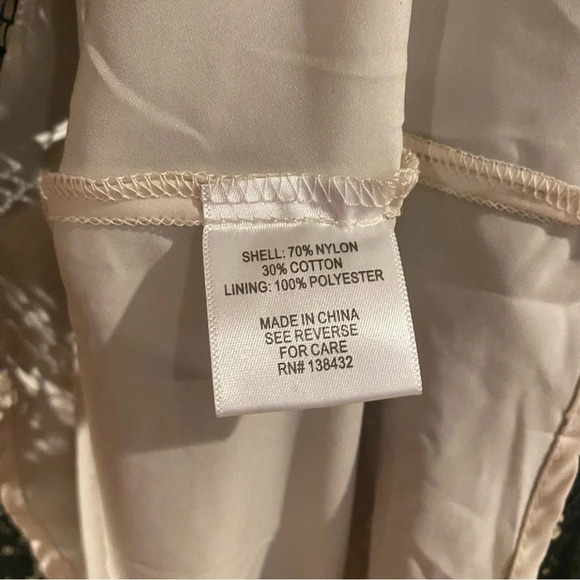 SHELL: 70% NYLON
30% COTTON
LINING: 100% POLYESTER
MADE IN CHINA
SEE REVERSE
FOR CARE
RN# 138432